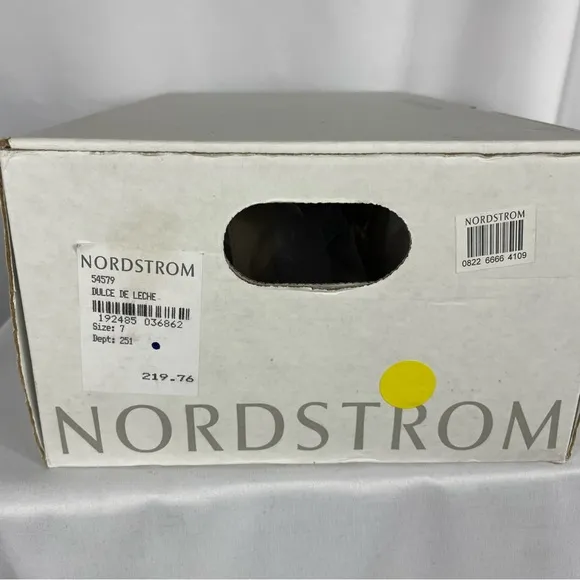 NORDSTROM
54579
DULCE DE LECHE
192485 036862
Size: 7
Dept: 251
219.76
NORDSTROM
0822 6666 4109
NORDSTROM